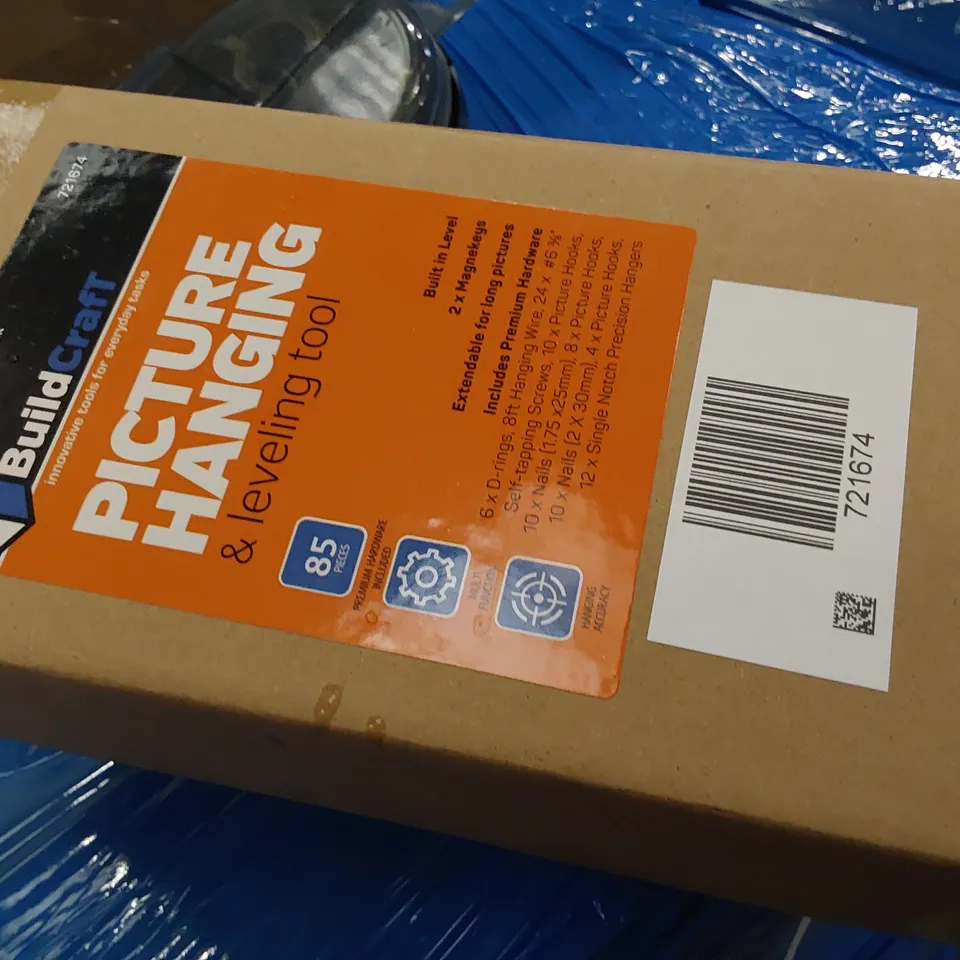 721674
BuildCrafT
innovative tools for everyday tasks
PICTURE
HANGING
& leveling tool
Built in Level
2 x Magnekeys
Extendable for long pictures
Includes Premium Hardware
6 x D-rings, 8ft Hanging Wire, 24 x #6 ⅜"
Self-tapping Screws, 10 x Picture Hooks,
10 x Nails (1.75 x25mm), 8 x Picture Hooks,
10 x Nails (2 X 30mm), 4 x Picture Hooks,
12 x Single Notch Precision Hangers
85
PIECES
PREMIUM HARDWARE
INCLUDED
MULTI
FUNCTION
HANGING
ACCURACY
721674